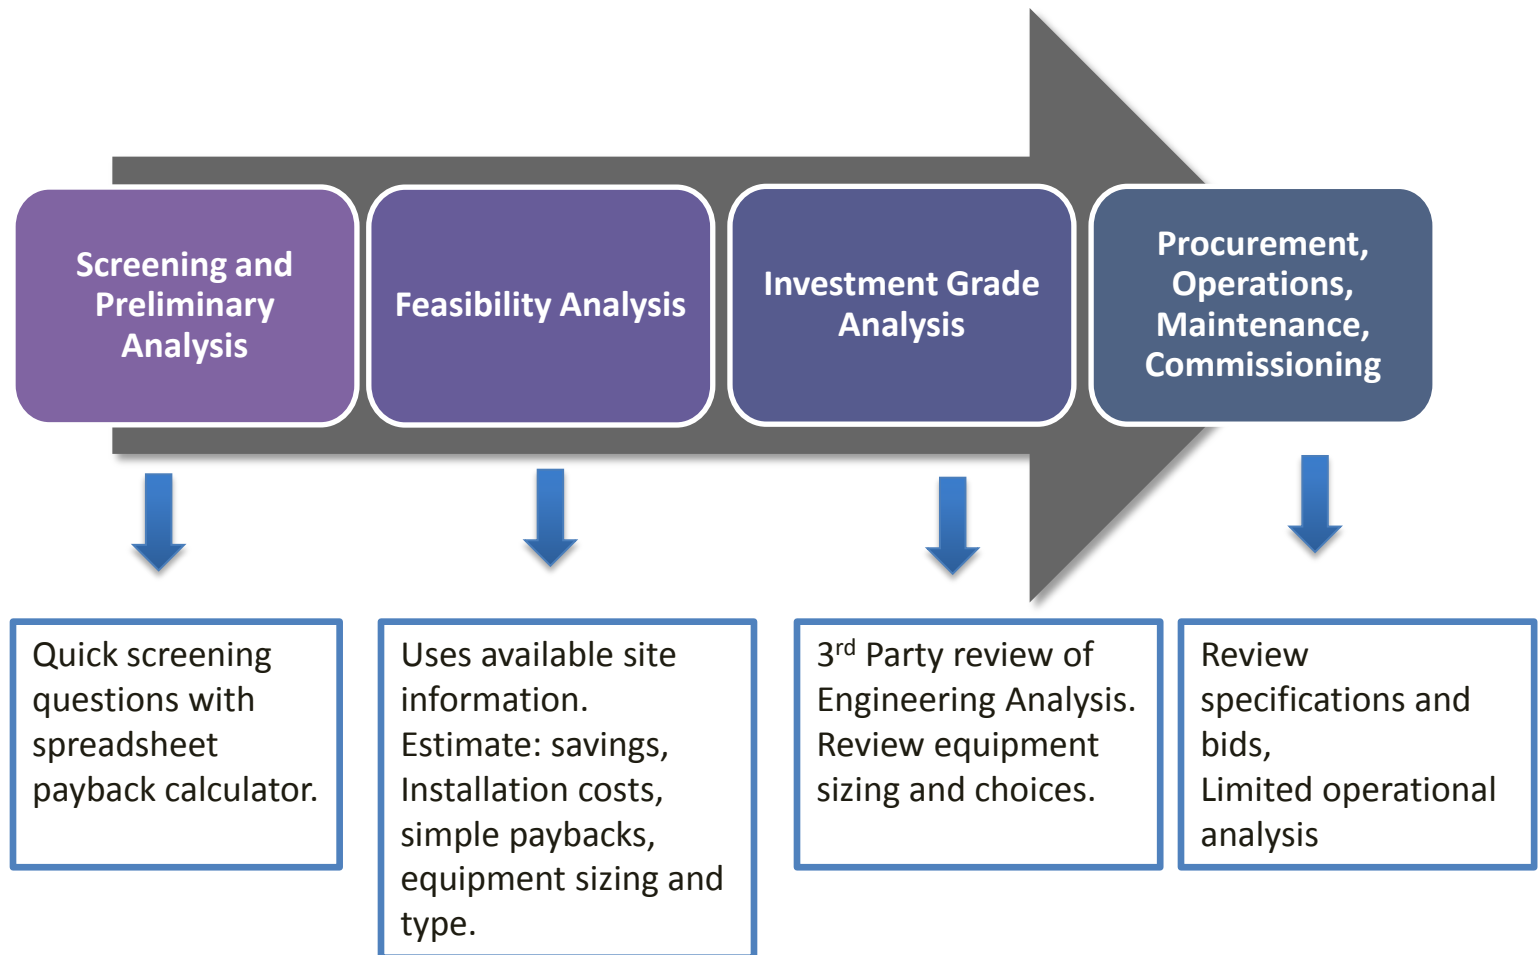 Screening and
Preliminary
Analysis
Feasibility Analysis
Investment Grade
Analysis
Procurement,
Operations,
Maintenance,
Commissioning
Quick screening
questions with
spreadsheet
payback calculator.
Uses available site
information.
Estimate: savings,
Installation costs,
simple paybacks,
equipment sizing and
type.
3rd Party review of
Engineering Analysis.
Review equipment
sizing and choices.
Review
specifications and
bids,
Limited operational
analysis